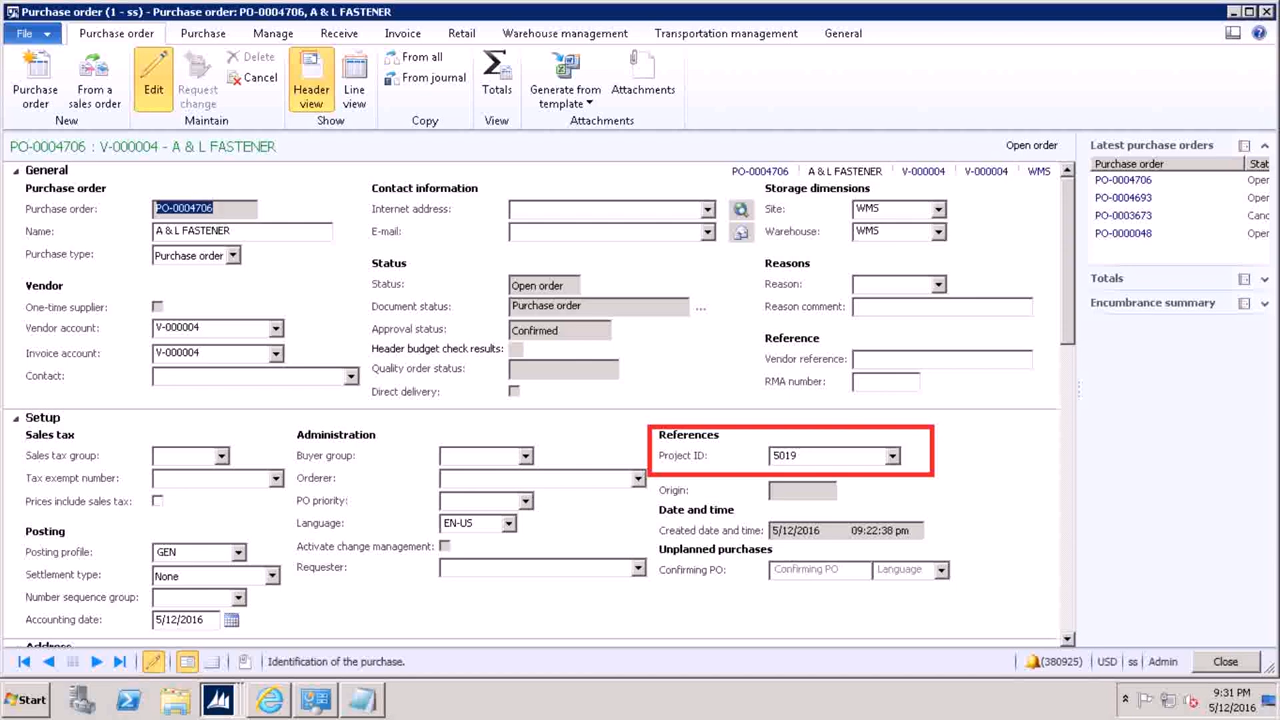 Purchase order (1 - ss) - Purchase order: PO-0004706, A & L FASTENER
File Purchase order Purchase Manage Receive Invoice Retail Warehouse management Transportation management General
Purchase order
From a sales order
New
Edit
Request change
Delete
Cancel
Maintain
Header view
Line view
Show
From all
From journal
Copy
Totals
View
Generate from template
Attachments
Attachments
PO-0004706 : V-000004 - A & L FASTENER
Open order
General
PO-0004706 A & L FASTENER V-000004 V-000004 WMS
Purchase order
Purchase order: PO-0004706
Name: A & L FASTENER
Purchase type: Purchase order
Vendor
One-time supplier:
Vendor account: V-000004
Invoice account: V-000004
Contact:
Contact information
Internet address:
E-mail:
Status
Status: Open order
Document status: Purchase order ...
Approval status: Confirmed
Header budget check results:
Quality order status:
Direct delivery:
Storage dimensions
Site: WMS
Warehouse: WMS
Reasons
Reason:
Reason comment:
Reference
Vendor reference:
RMA number:
Setup
Sales tax
Sales tax group:
Tax exempt number:
Prices include sales tax:
Posting
Posting profile: GEN
Settlement type: None
Number sequence group:
Accounting date: 5/12/2016
Administration
Buyer group:
Orderer:
PO priority:
Language: EN-US
Activate change management:
Requester:
References
Project ID: 5019
Origin:
Date and time
Created date and time: 5/12/2016 09:22:38 pm
Unplanned purchases
Confirming PO: Confirming PO Language
Address
Latest purchase orders
Purchase order Stat
PO-0004706 Oper
PO-0004693 Oper
PO-0003673 Canc
PO-0000048 Oper
Totals
Encumbrance summary
Identification of the purchase.
(380925) USD ss Admin Close
Start
9:31 PM
5/12/2016